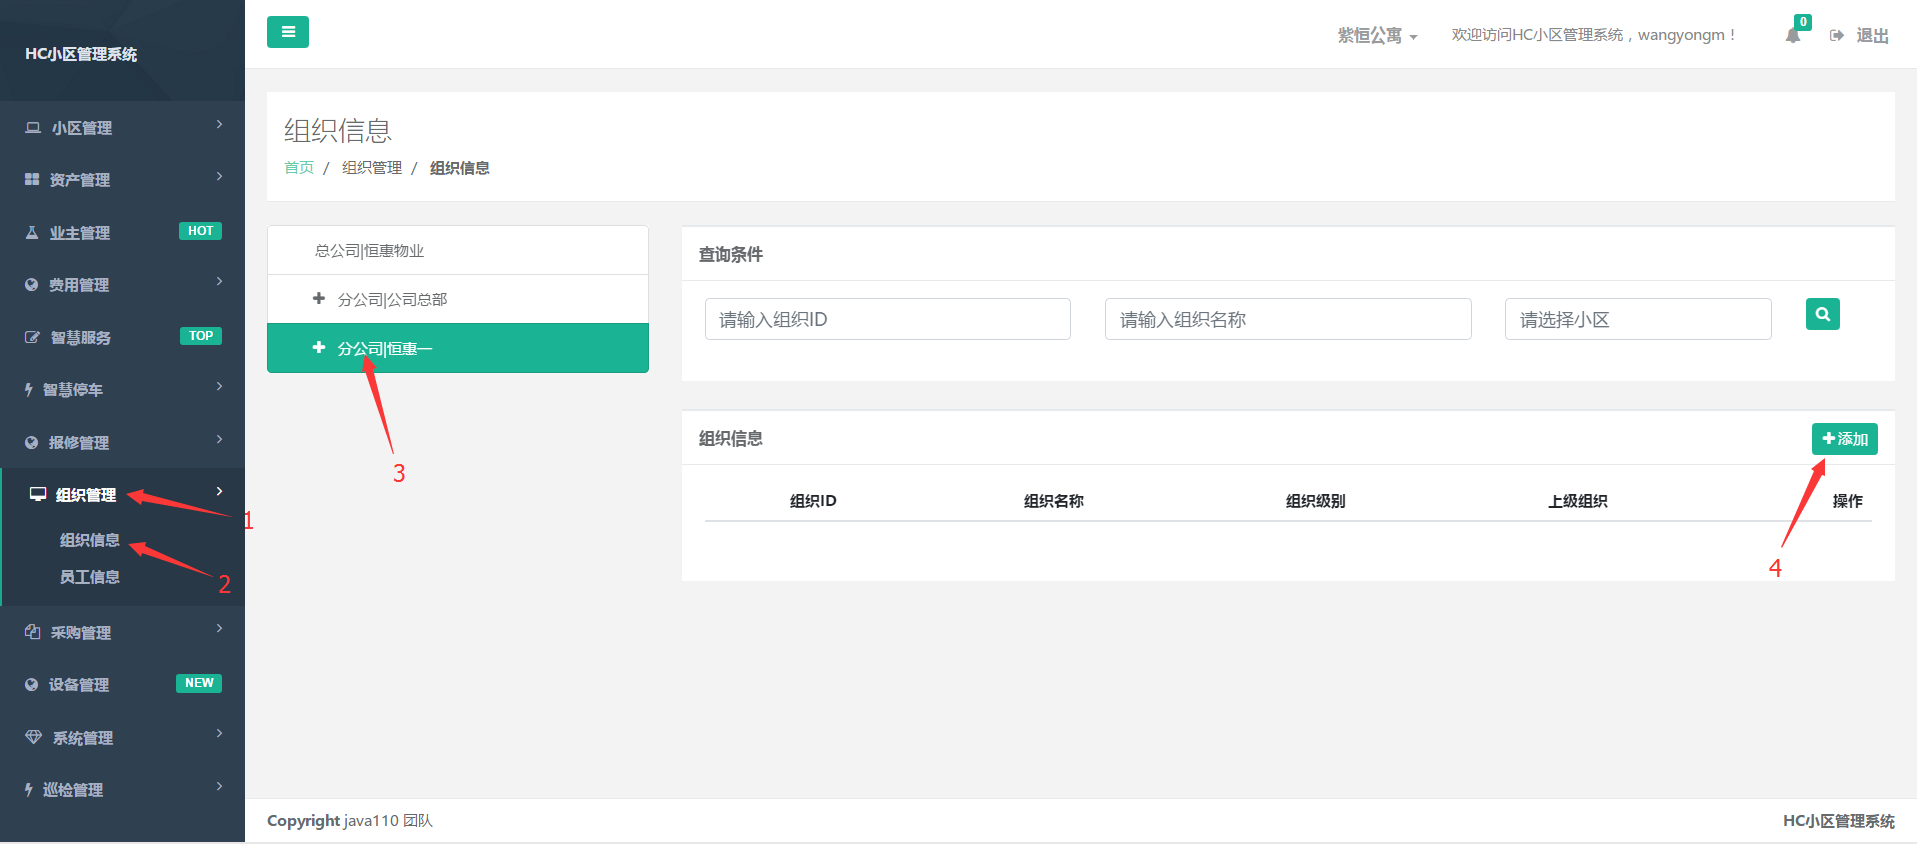 HC小区管理系统
小区管理
资产管理
业主管理 HOT
费用管理
智慧服务 TOP
智慧停车
报修管理
组织管理
1
组织信息
2
员工信息
采购管理
设备管理 NEW
系统管理
巡检管理
紫恒公寓 欢迎访问HC小区管理系统，wangyongm！ 0 退出
组织信息
首页 / 组织管理 / 组织信息
总公司|恒惠物业
分公司|公司总部
分公司|恒惠一
3
查询条件
请输入组织ID 请输入组织名称 请选择小区
组织信息 添加
组织ID 组织名称 组织级别 上级组织 操作
4
Copyright java110 团队 HC小区管理系统